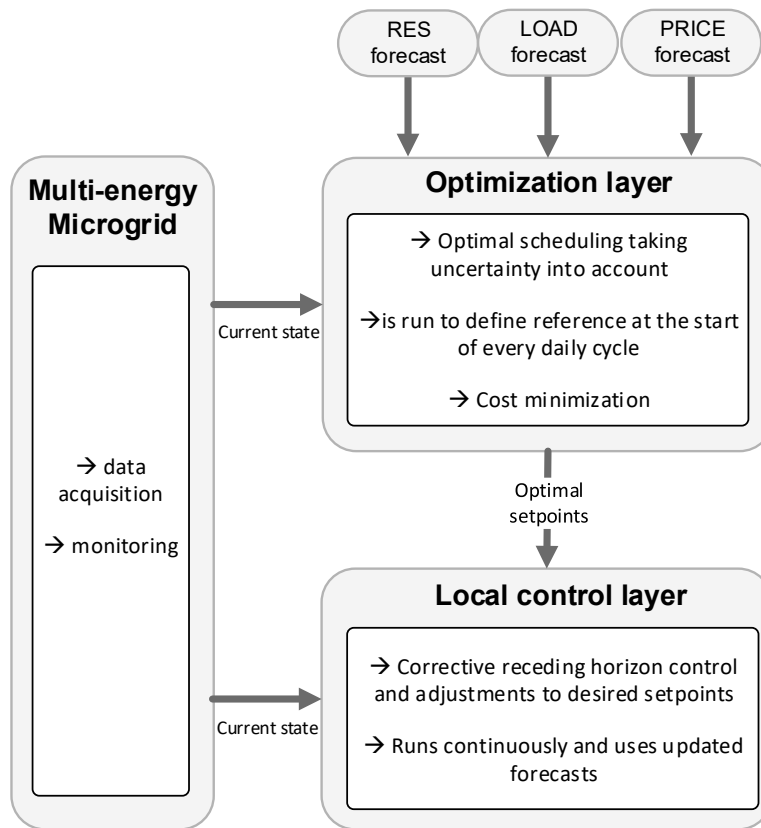 RES
forecast
LOAD
forecast
PRICE
forecast
Multi-energy
Microgrid
→ data
acquisition
→ monitoring
Current state
Optimization layer
→ Optimal scheduling taking
uncertainty into account
→is run to define reference at the start
of every daily cycle
→ Cost minimization
Optimal
setpoints
Current state
Local control layer
→ Corrective receding horizon control
and adjustments to desired setpoints
→ Runs continuously and uses updated
forecasts